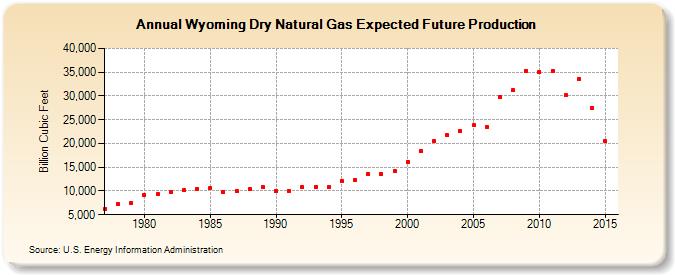 Annual Wyoming Dry Natural Gas Expected Future Production
Billion Cubic Feet
40,000
35,000
30,000
25,000
20,000
15,000
10,000
5,000
1980 1985 1990 1995 2000 2005 2010 2015
Source: U.S. Energy Information Administration